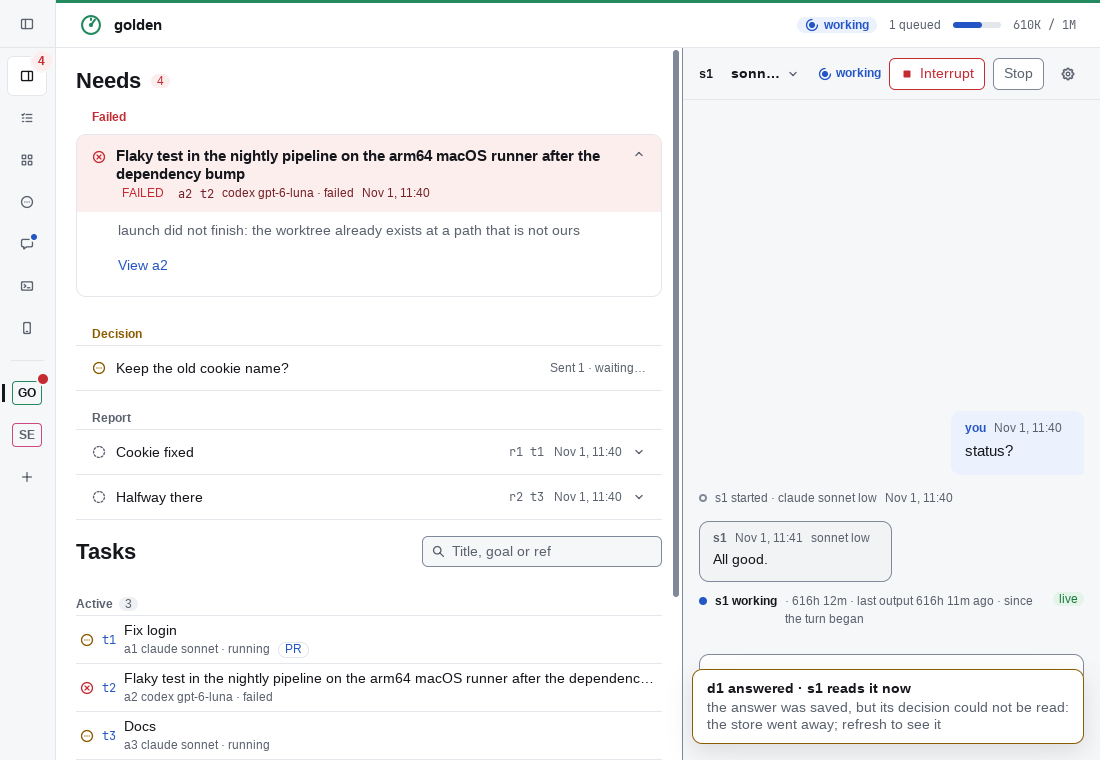 golden
working
1 queued
610K / 1M
4
GO
SE
Needs 4
Failed
Flaky test in the nightly pipeline on the arm64 macOS runner after the
dependency bump
FAILED a2 t2 codex gpt-6-luna · failed Nov 1, 11:40
launch did not finish: the worktree already exists at a path that is not ours
View a2
Decision
Keep the old cookie name? Sent 1 · waiting…
Report
Cookie fixed r1 t1 Nov 1, 11:40
Halfway there r2 t3 Nov 1, 11:40
Tasks
Title, goal or ref
Active 3
t1 Fix login
a1 claude sonnet · running PR
t2 Flaky test in the nightly pipeline on the arm64 macOS runner after the dependenc…
a2 codex gpt-6-luna · failed
t3 Docs
a3 claude sonnet · running
s1 sonn… working Interrupt Stop
you Nov 1, 11:40
status?
s1 started · claude sonnet low Nov 1, 11:40
s1 Nov 1, 11:41 sonnet low
All good.
s1 working · 616h 12m · last output 616h 11m ago · since live
the turn began
d1 answered · s1 reads it now
the answer was saved, but its decision could not be read:
the store went away; refresh to see it